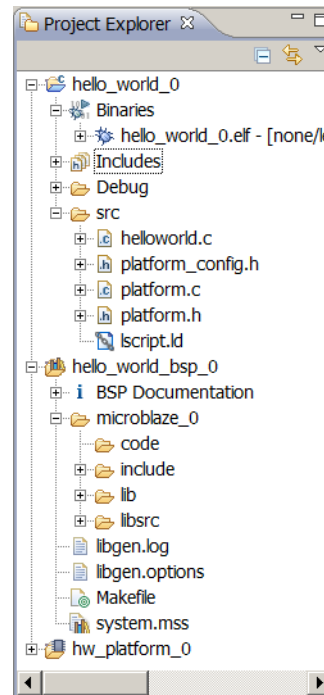 Project Explorer
hello_world_0
Binaries
hello_world_0.elf - [none/
Includes
Debug
src
helloworld.c
platform_config.h
platform.c
platform.h
lscript.ld
hello_world_bsp_0
BSP Documentation
microblaze_0
code
include
lib
libsrc
libgen.log
libgen.options
Makefile
system.mss
hw_platform_0